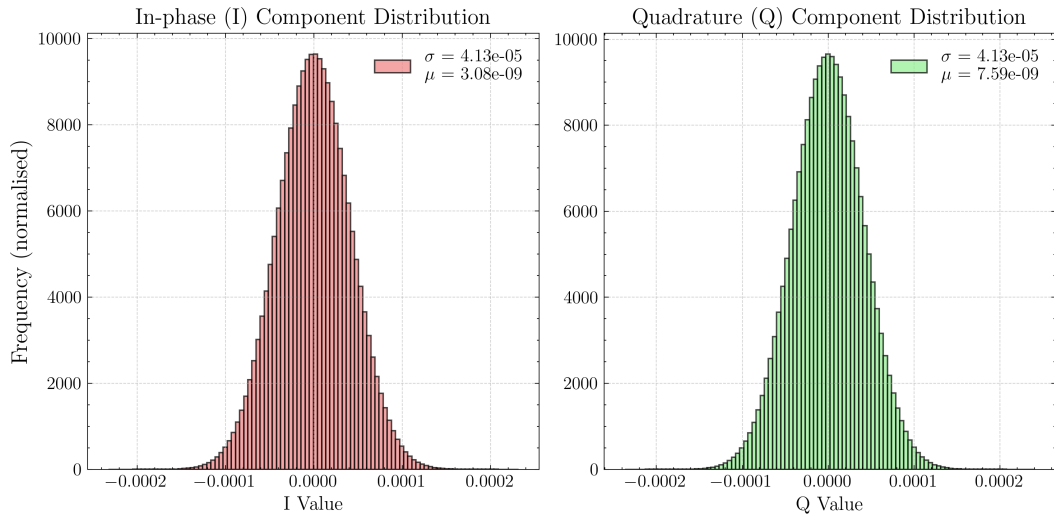 In-phase (I) Component Distribution
Quadrature (Q) Component Distribution
Frequency (normalised)
10000
8000
6000
4000
2000
0
σ = 4.13e-05
μ = 3.08e-09
−0.0002 −0.0001 0.0000 0.0001 0.0002
I Value
10000
8000
6000
4000
2000
0
σ = 4.13e-05
μ = 7.59e-09
−0.0002 −0.0001 0.0000 0.0001 0.0002
Q Value